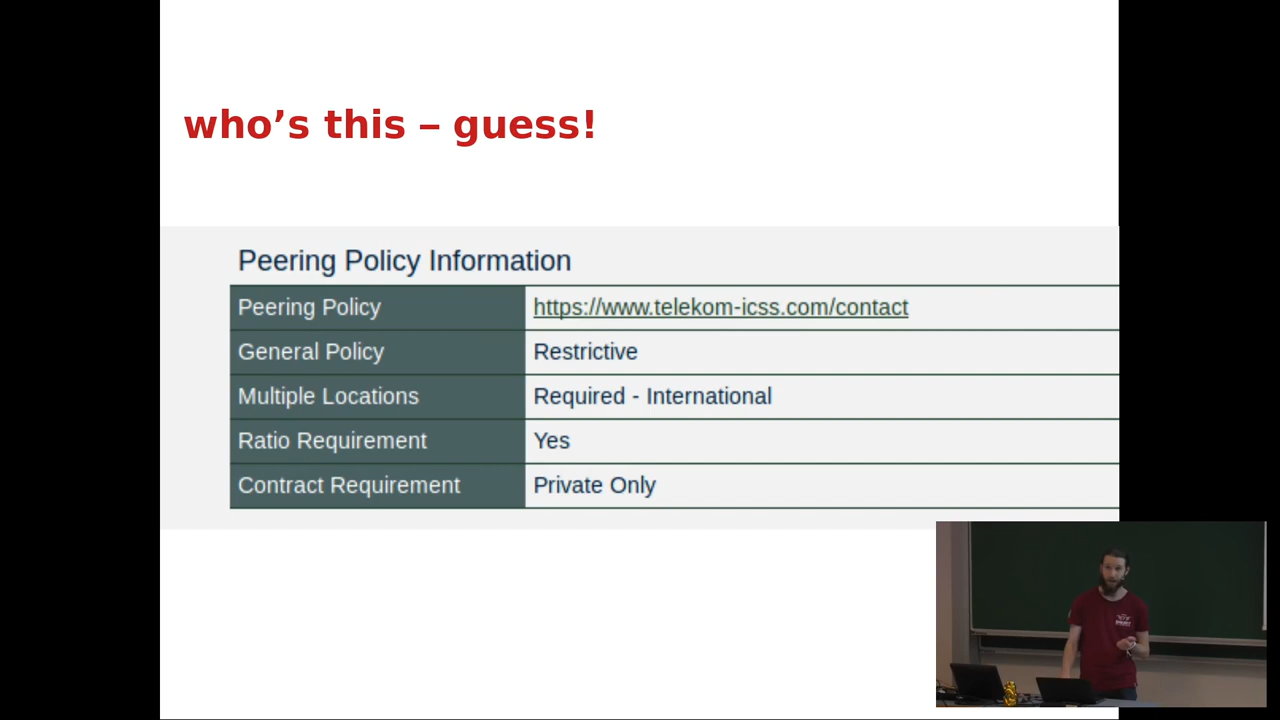 who’s this – guess!
Peering Policy Information
Peering Policy https://www.telekom-icss.com/contact
General Policy Restrictive
Multiple Locations Required - International
Ratio Requirement Yes
Contract Requirement Private Only